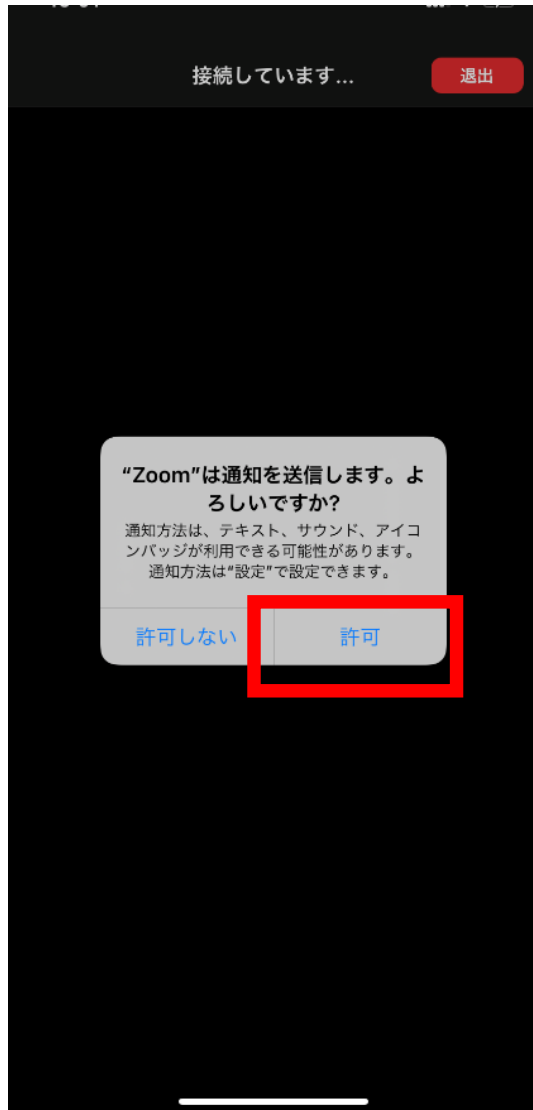 接続しています...
退出
“Zoom”は通知を送信します。よ
ろしいですか?
通知方法は、テキスト、サウンド、アイコ
ンバッジが利用できる可能性があります。
通知方法は“設定”で設定できます。
許可しない
許可